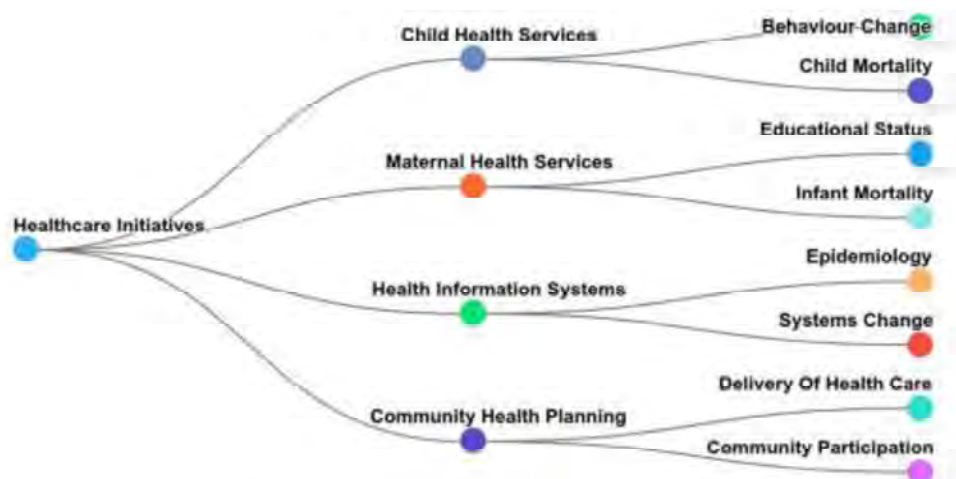 Child Health Services
Behaviour Change
Child Mortality
Educational Status
Maternal Health Services
Infant Mortality
Healthcare Initiatives
Epidemiology
Health Information Systems
Systems Change
Delivery Of Health Care
Community Health Planning
Community Participation